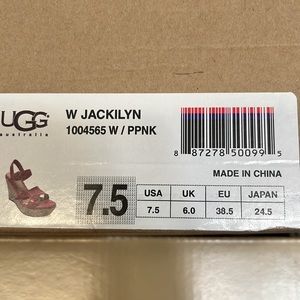 UGG
australia
W JACKILYN
1004565 W / PPNK
8 87278 50099 5
MADE IN CHINA
7.5
USA UK EU JAPAN
7.5 6.0 38.5 24.5